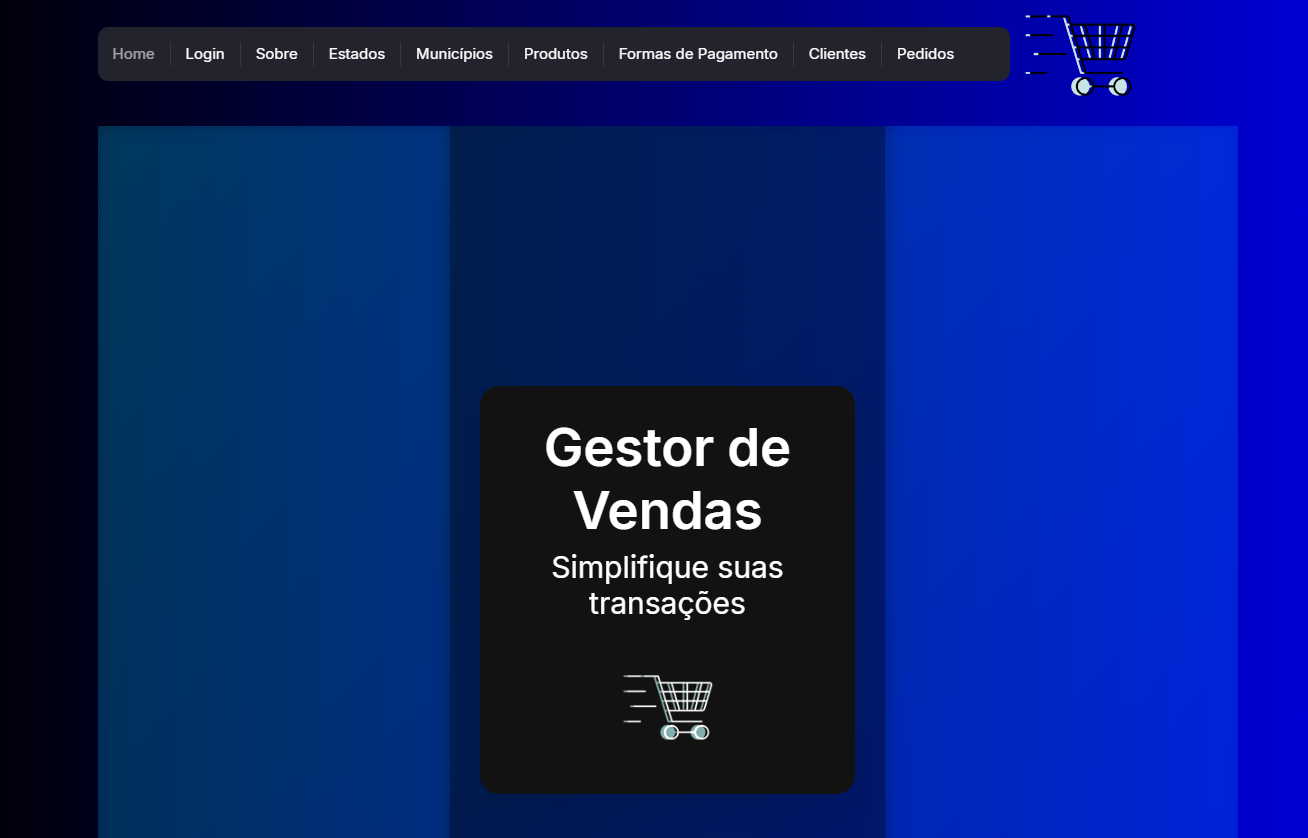 Home Login Sobre Estados Municípios Produtos Formas de Pagamento Clientes Pedidos
Gestor de
Vendas
Simplifique suas
transações